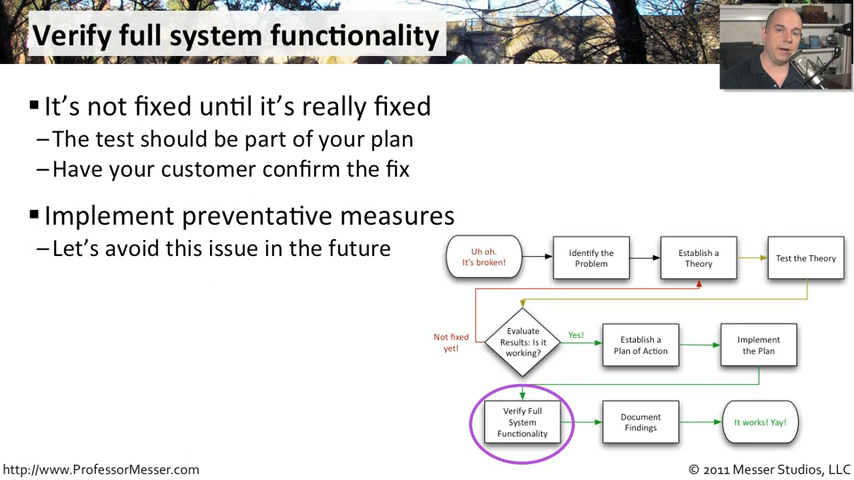 Verify full system functionality
▪It's not fixed until it's really fixed
–The test should be part of your plan
–Have your customer confirm the fix
▪Implement preventative measures
–Let's avoid this issue in the future
Uh oh.
It's broken!
Identify the
Problem
Establish a
Theory
Test the Theory
Not fixed
yet!
Evaluate
Results: Is it
working?
Yes!
Establish a
Plan of Action
Implement
the Plan
Verify Full
System
Functionality
Document
Findings
It works! Yay!
http://www.ProfessorMesser.com
© 2011 Messer Studios, LLC